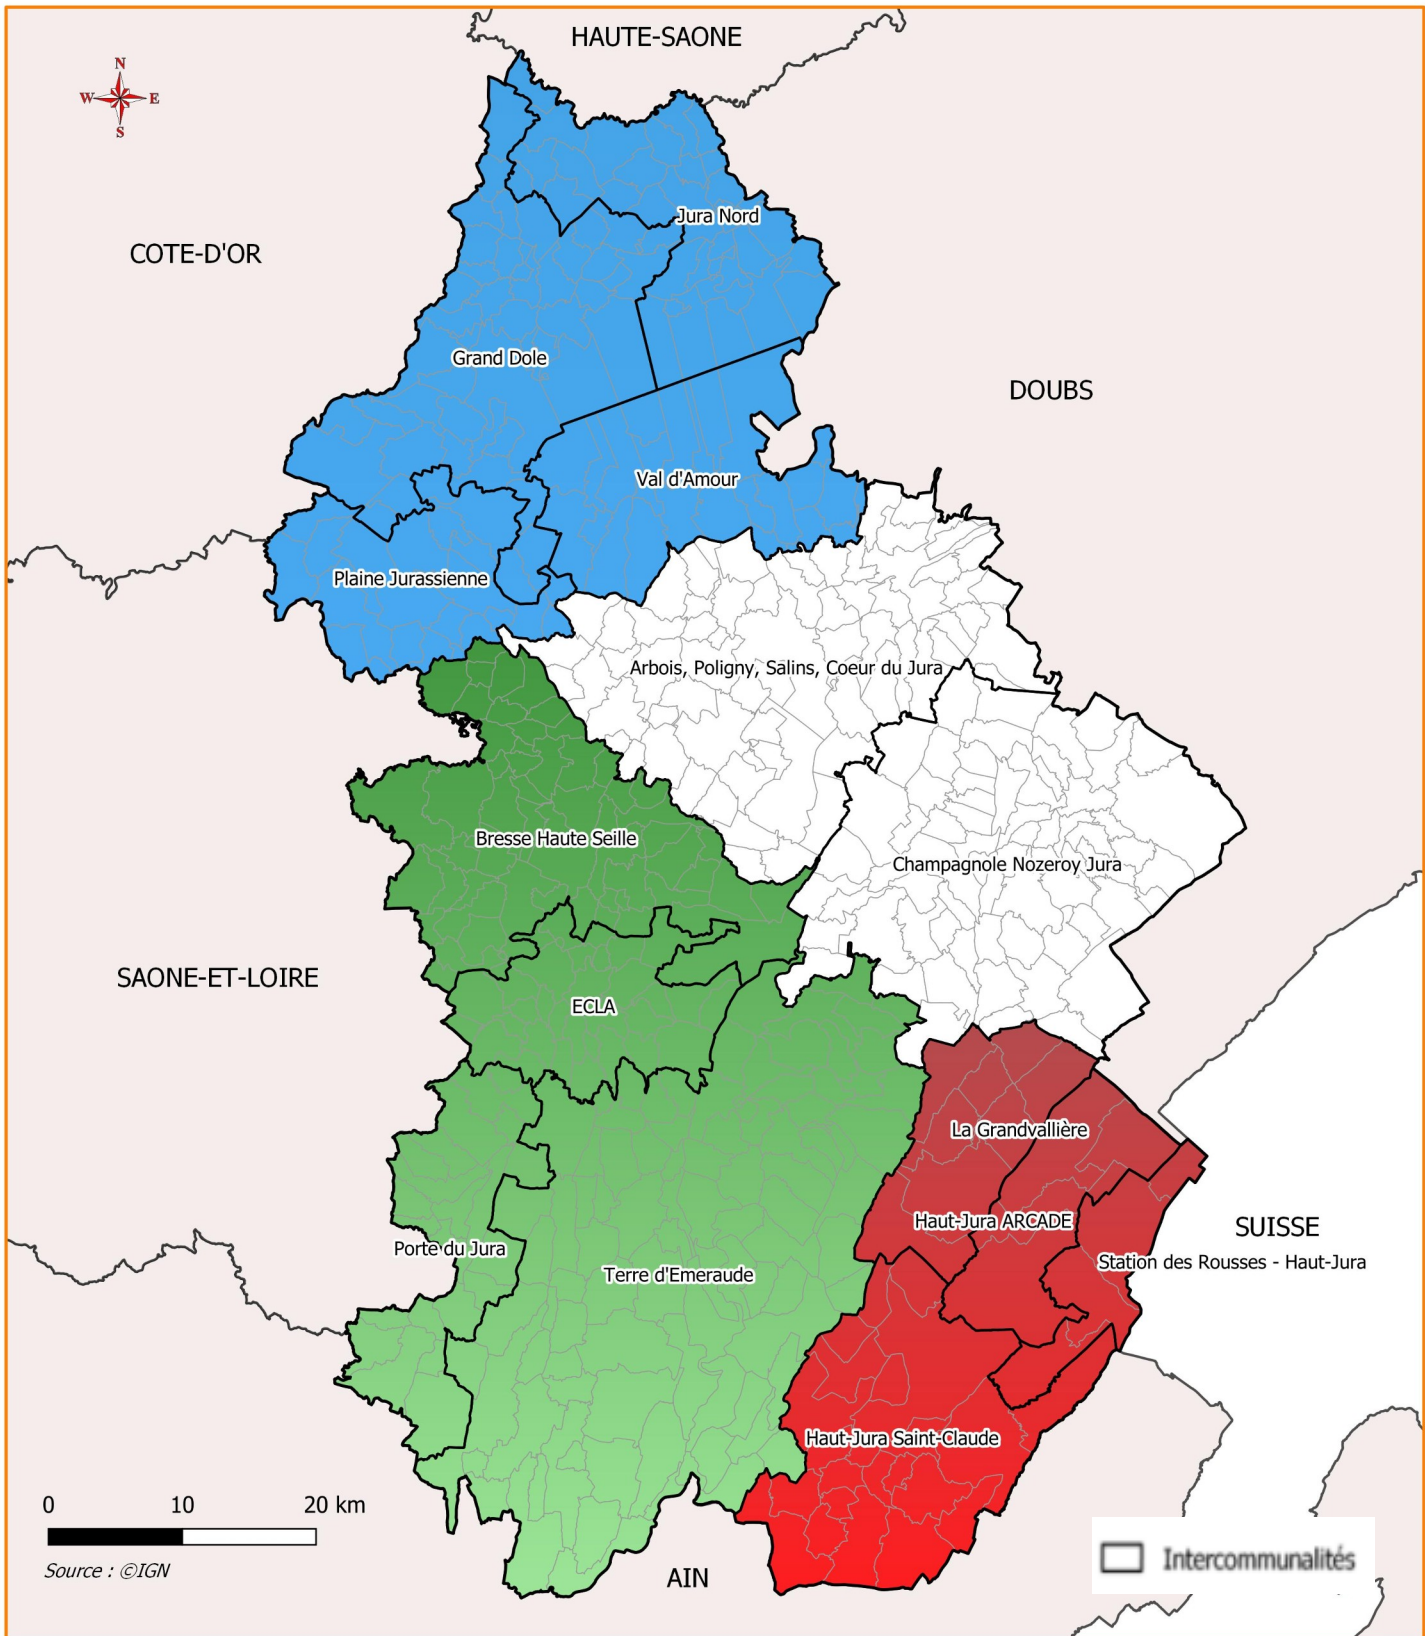 HAUTE-SAONE
N
W E
S
Jura Nord
COTE-D'OR
Grand Dole
DOUBS
Val d'Amour
Plaine Jurassienne
Arbois, Poligny, Salins, Coeur du Jura
Bresse Haute Seille
Champagnole Nozeroy Jura
SAONE-ET-LOIRE
ECLA
La Grandvallière
Haut-Jura ARCADE
SUISSE
Porte du Jura
Station des Rousses - Haut-Jura
Terre d'Emeraude
Haut-Jura Saint-Claude
0 10 20 km
Source : ©IGN
AIN
Intercommunalités